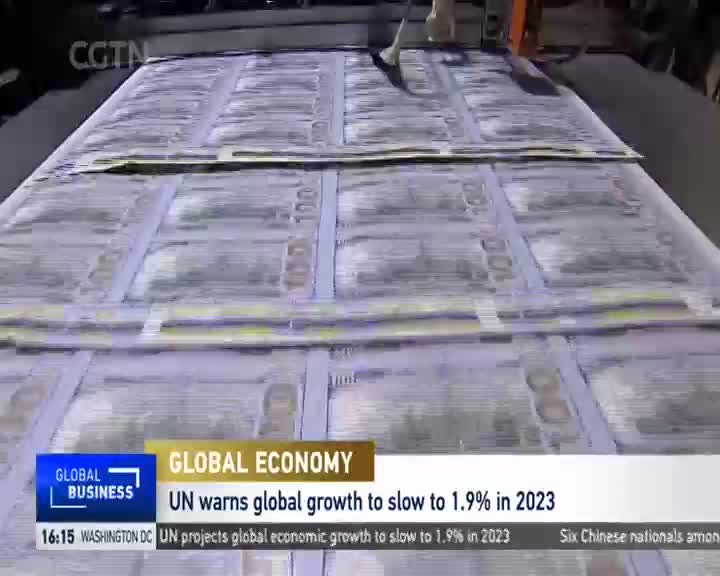 CGTN
GLOBAL ECONOMY
GLOBAL
BUSINESS
UN warns global growth to slow to 1.9% in 2023
16:15 WASHINGTON DC
UN projects global economic growth to slow to 1.9% in 2023
Six Chinese nationals amon